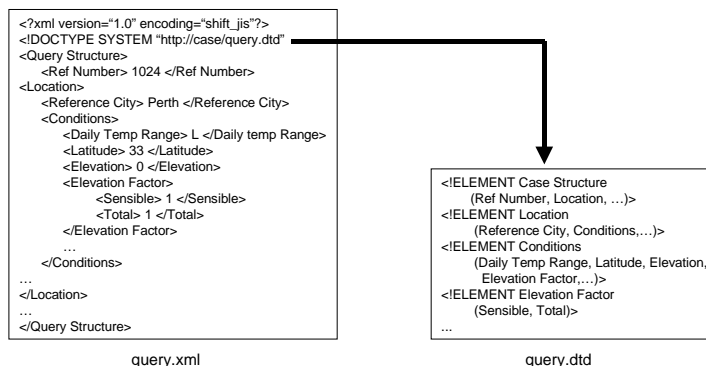 <?xml version=“1.0” encoding=“shift_jis”?>
<!DOCTYPE SYSTEM “http://case/query.dtd”
<Query Structure>
<Ref Number> 1024 </Ref Number>
<Location>
<Reference City> Perth </Reference City>
<Conditions>
<Daily Temp Range> L </Daily temp Range>
<Latitude> 33 </Latitude>
<Elevation> 0 </Elevation>
<Elevation Factor>
<Sensible> 1 </Sensible>
<Total> 1 </Total>
</Elevation Factor>
…
</Conditions>
…
</Location>
…
</Query Structure>
query.xml
<!ELEMENT Case Structure
(Ref Number, Location, …)>
<!ELEMENT Location
(Reference City, Conditions,…)>
<!ELEMENT Conditions
(Daily Temp Range, Latitude, Elevation,
Elevation Factor,…)>
<!ELEMENT Elevation Factor
(Sensible, Total)>
...
query.dtd